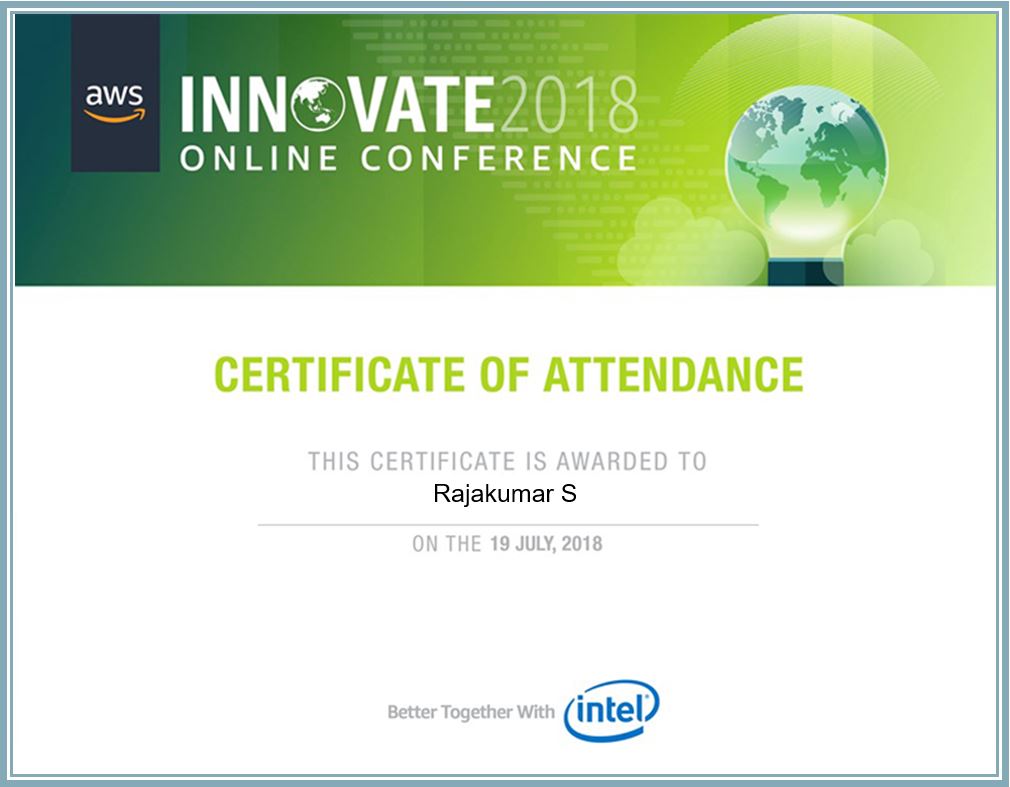 aws
INNOVATE2018
ONLINE CONFERENCE
CERTIFICATE OF ATTENDANCE
THIS CERTIFICATE IS AWARDED TO
Rajakumar S
ON THE 19 JULY, 2018
Better Together With intel®